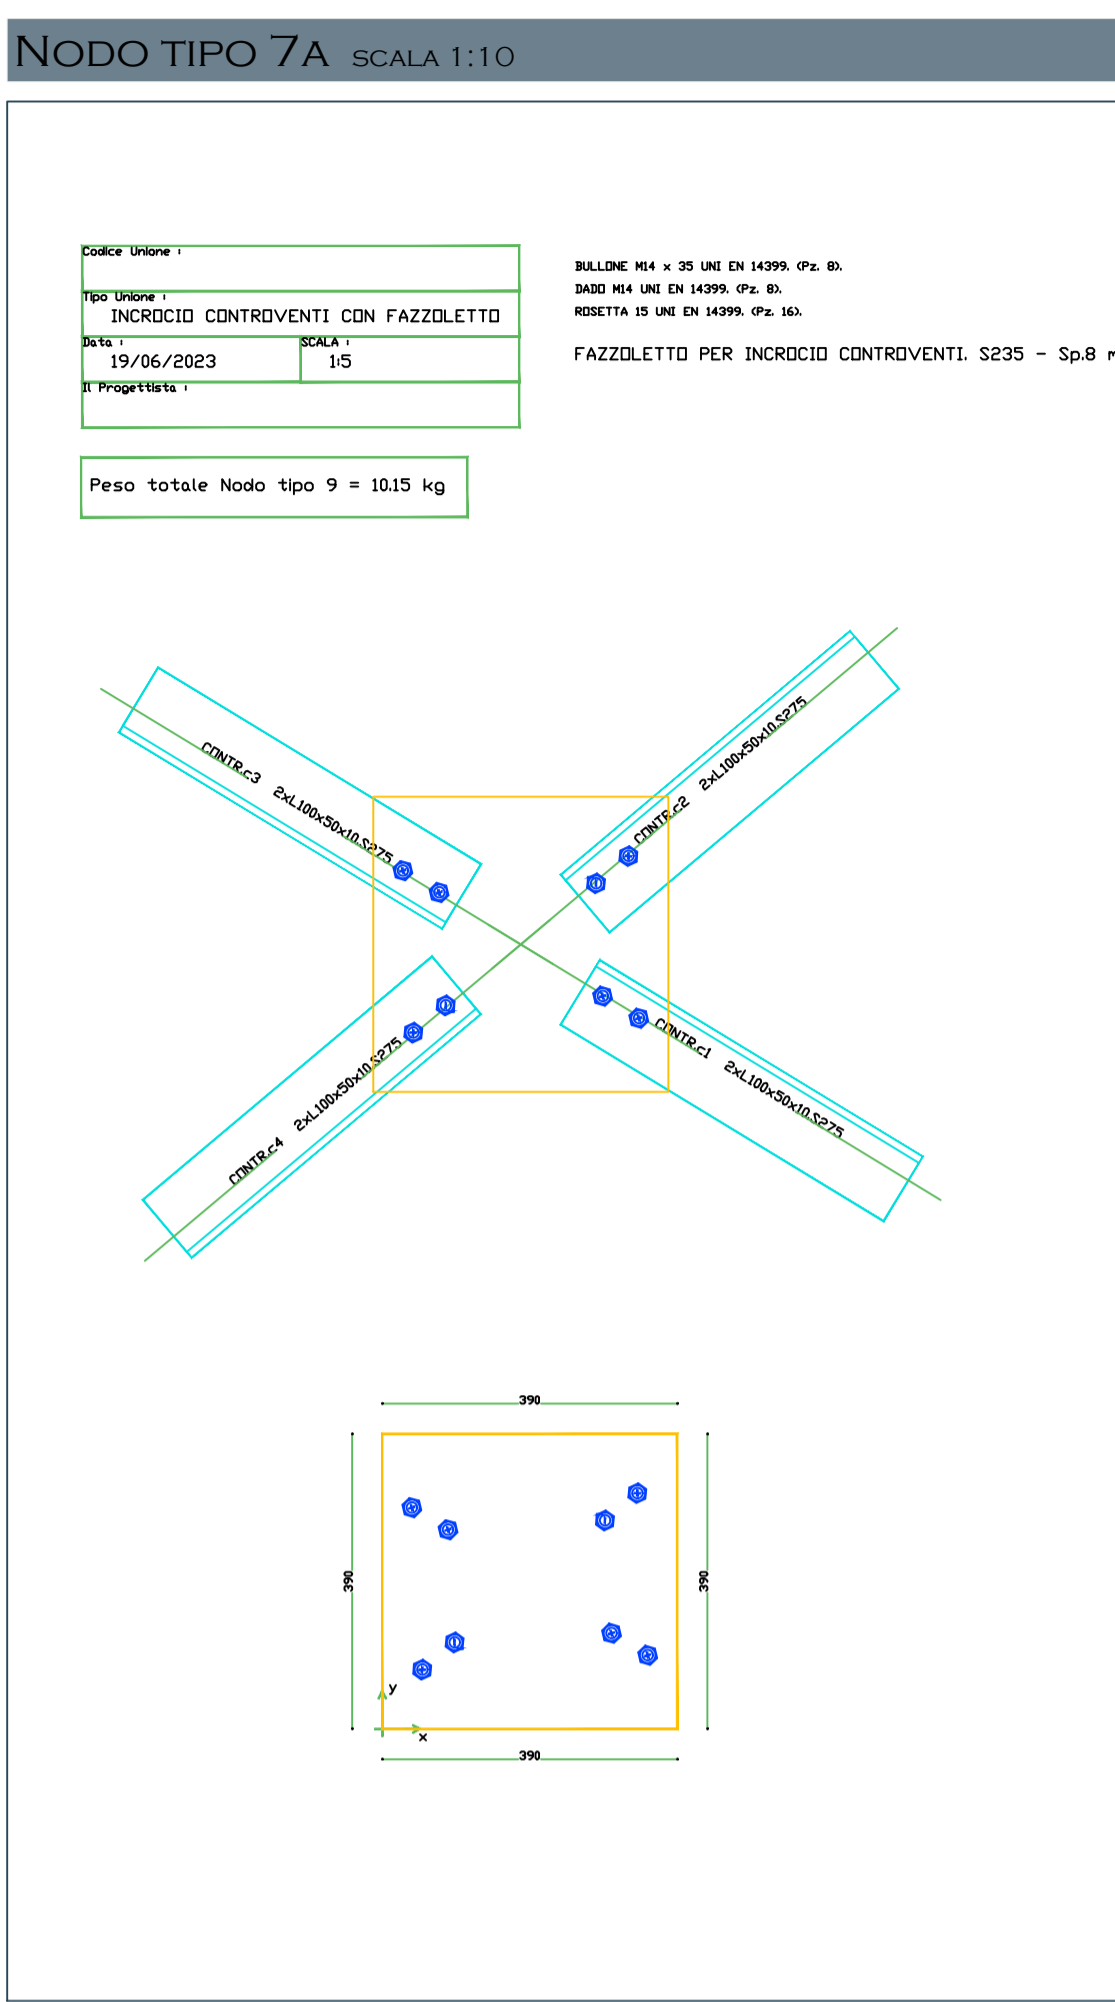 NODO TIPO 7A SCALA 1:10
Codice Unione :
Tipo Unione :
INCROCIO CONTROVENTI CON FAZZOLETTO
Data :
19/06/2023
SCALA :
1:5
Il Progettista :
BULLONE M14 x 35 UNI EN 14399. (Pz. 8).
DADO M14 UNI EN 14399. (Pz. 8).
ROSETTA 15 UNI EN 14399. (Pz. 16).
FAZZOLETTO PER INCROCIO CONTROVENTI. S235 - Sp.8
Peso totale Nodo tipo 9 = 10.15 kg
CONTR.c3 2xL100x50x10.S275
CONTR.c2 2xL100x50x10.S275
CONTR.c1 2xL100x50x10.S275
CONTR.c4 2xL100x50x10.S275
390
390
390
y
x
390